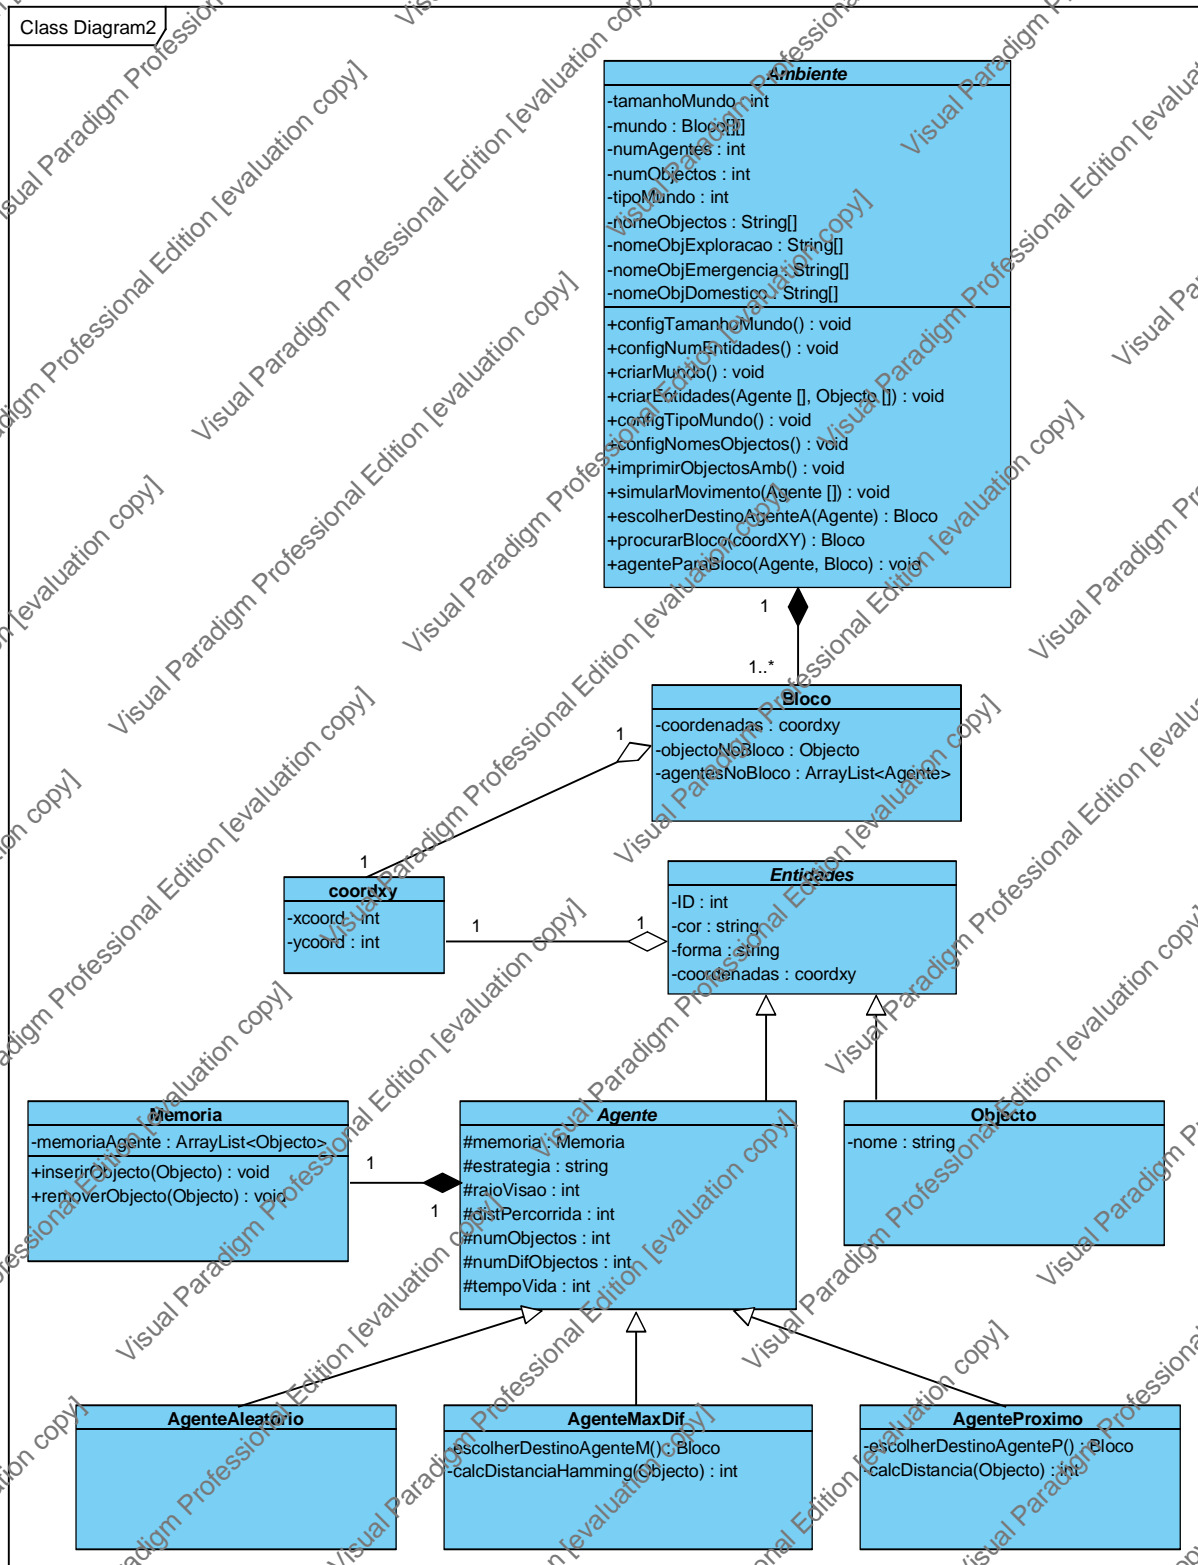 Class Diagram2
Ambiente
-tamanhoMundo : int
-mundo : Bloco[][]
-numAgentes : int
-numObjectos : int
-tipoMundo : int
-nomeObjectos : String[]
-nomeObjExploracao : String[]
-nomeObjEmergencia : String[]
-nomeObjDomestico : String[]
+configTamanhoMundo() : void
+configNumEntidades() : void
+criarMundo() : void
+criarEntidades(Agente [], Objecto []) : void
+configTipoMundo() : void
+configNomesObjectos() : void
+imprimirObjectosAmb() : void
+simularMovimento(Agente []) : void
+escolherDestinoAgenteA(Agente) : Bloco
+procurarBloco(coordXY) : Bloco
+agenteParaBloco(Agente, Bloco) : void
1
1..*
Bloco
-coordenadas : coordxy
-objectoNoBloco : Objecto
-agentesNoBloco : ArrayList<Agente>
1
1
coordxy
-xcoord : int
-ycoord : int
1
1
Entidades
-ID : int
-cor : string
-forma : string
-coordenadas : coordxy
Memoria
-memoriaAgente : ArrayList<Objecto>
+inserirObjecto(Objecto) : void
+removerObjecto(Objecto) : void
1
1
Agente
#memoria : Memoria
#estrategia : string
#raioVisao : int
#distPercorrida : int
#numObjectos : int
#numDifObjectos : int
#tempoVida : int
Objecto
-nome : string
AgenteAleatorio
AgenteMaxDif
-escolherDestinoAgenteM() : Bloco
-calcDistanciaHamming(Objecto) : int
AgenteProximo
-escolherDestinoAgenteP() : Bloco
-calcDistancia(Objecto) : int
Visual Paradigm Professional Edition [evaluation copy]